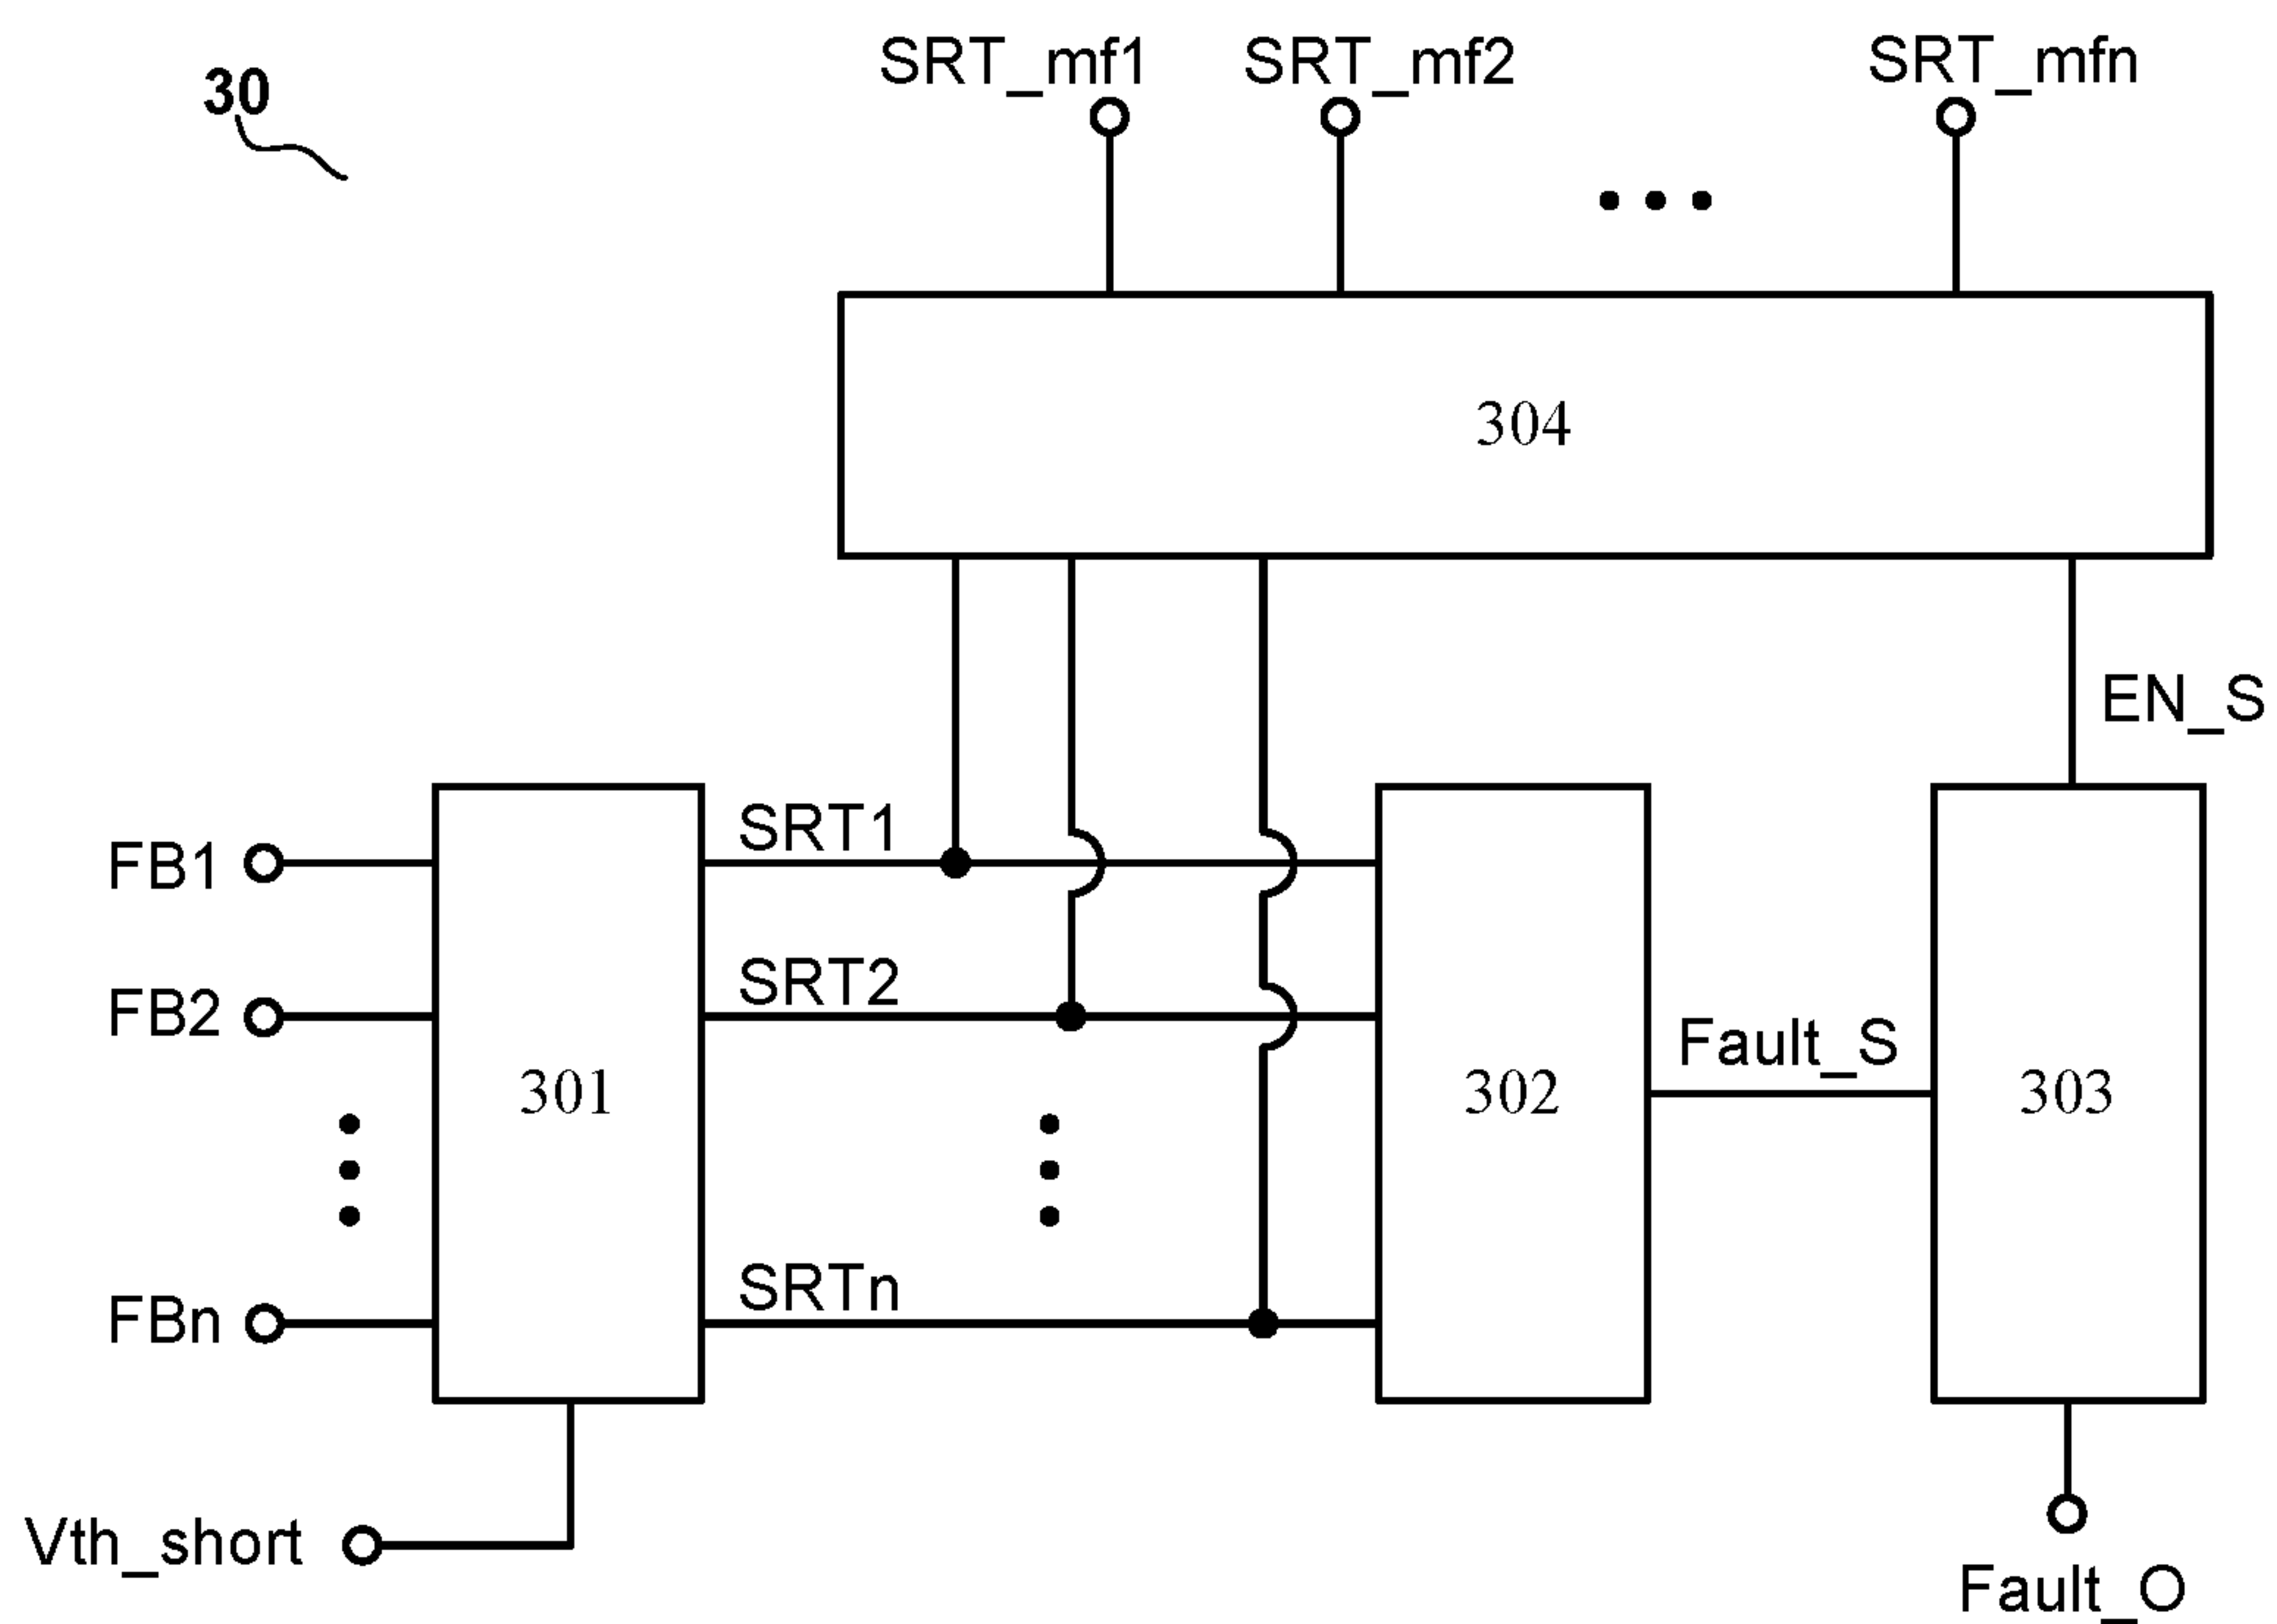 SRT_mf1 SRT_mf2 SRT_mfn
30
304
EN_S
SRT1
FB1
SRT2
FB2
Fault_S
301 302 303
SRTn
FBn
Vth_short
Fault_O